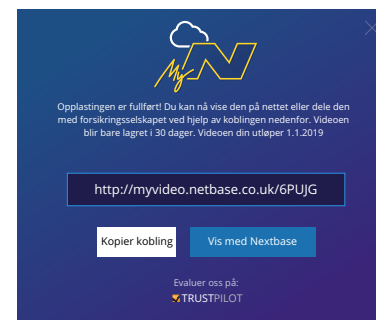 My N
Opplastingen er fullført! Du kan nå vise den på nettet eller dele den
med forsikringsselskapet ved hjelp av koblingen nedenfor. Videoen
blir bare lagret i 30 dager. Videoen din utløper 1.1.2019
http://myvideo.netbase.co.uk/6PUJG
Kopier kobling
Vis med Nextbase
Evaluer oss på:
TRUSTPILOT